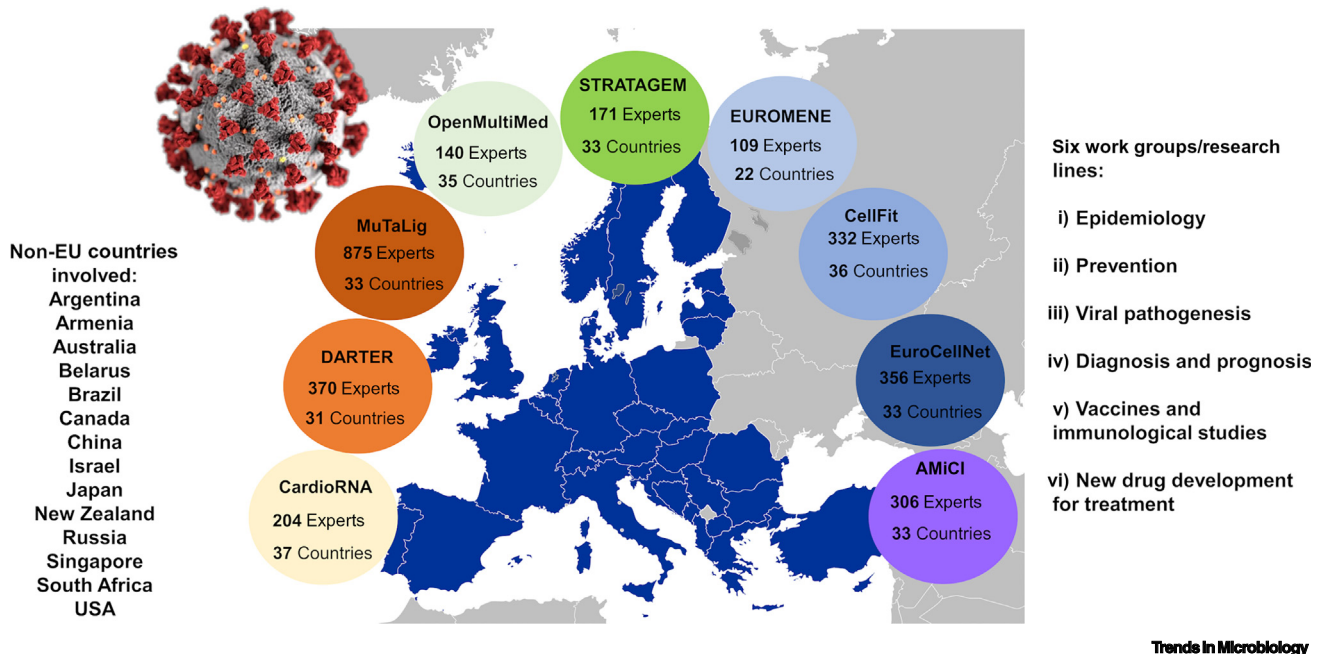 STRATAGEM
171 Experts
33 Countries
OpenMultiMed
140 Experts
35 Countries
EUROMENE
109 Experts
22 Countries
MuTaLig
875 Experts
33 Countries
CellFit
332 Experts
36 Countries
DARTER
370 Experts
31 Countries
EuroCellNet
356 Experts
33 Countries
CardioRNA
204 Experts
37 Countries
AMiCI
306 Experts
33 Countries
Non-EU countries
involved:
Argentina
Armenia
Australia
Belarus
Brazil
Canada
China
Israel
Japan
New Zealand
Russia
Singapore
South Africa
USA
Six work groups/research
lines:
i) Epidemiology
ii) Prevention
iii) Viral pathogenesis
iv) Diagnosis and prognosis
v) Vaccines and
immunological studies
vi) New drug development
for treatment
Trends in Microbiology